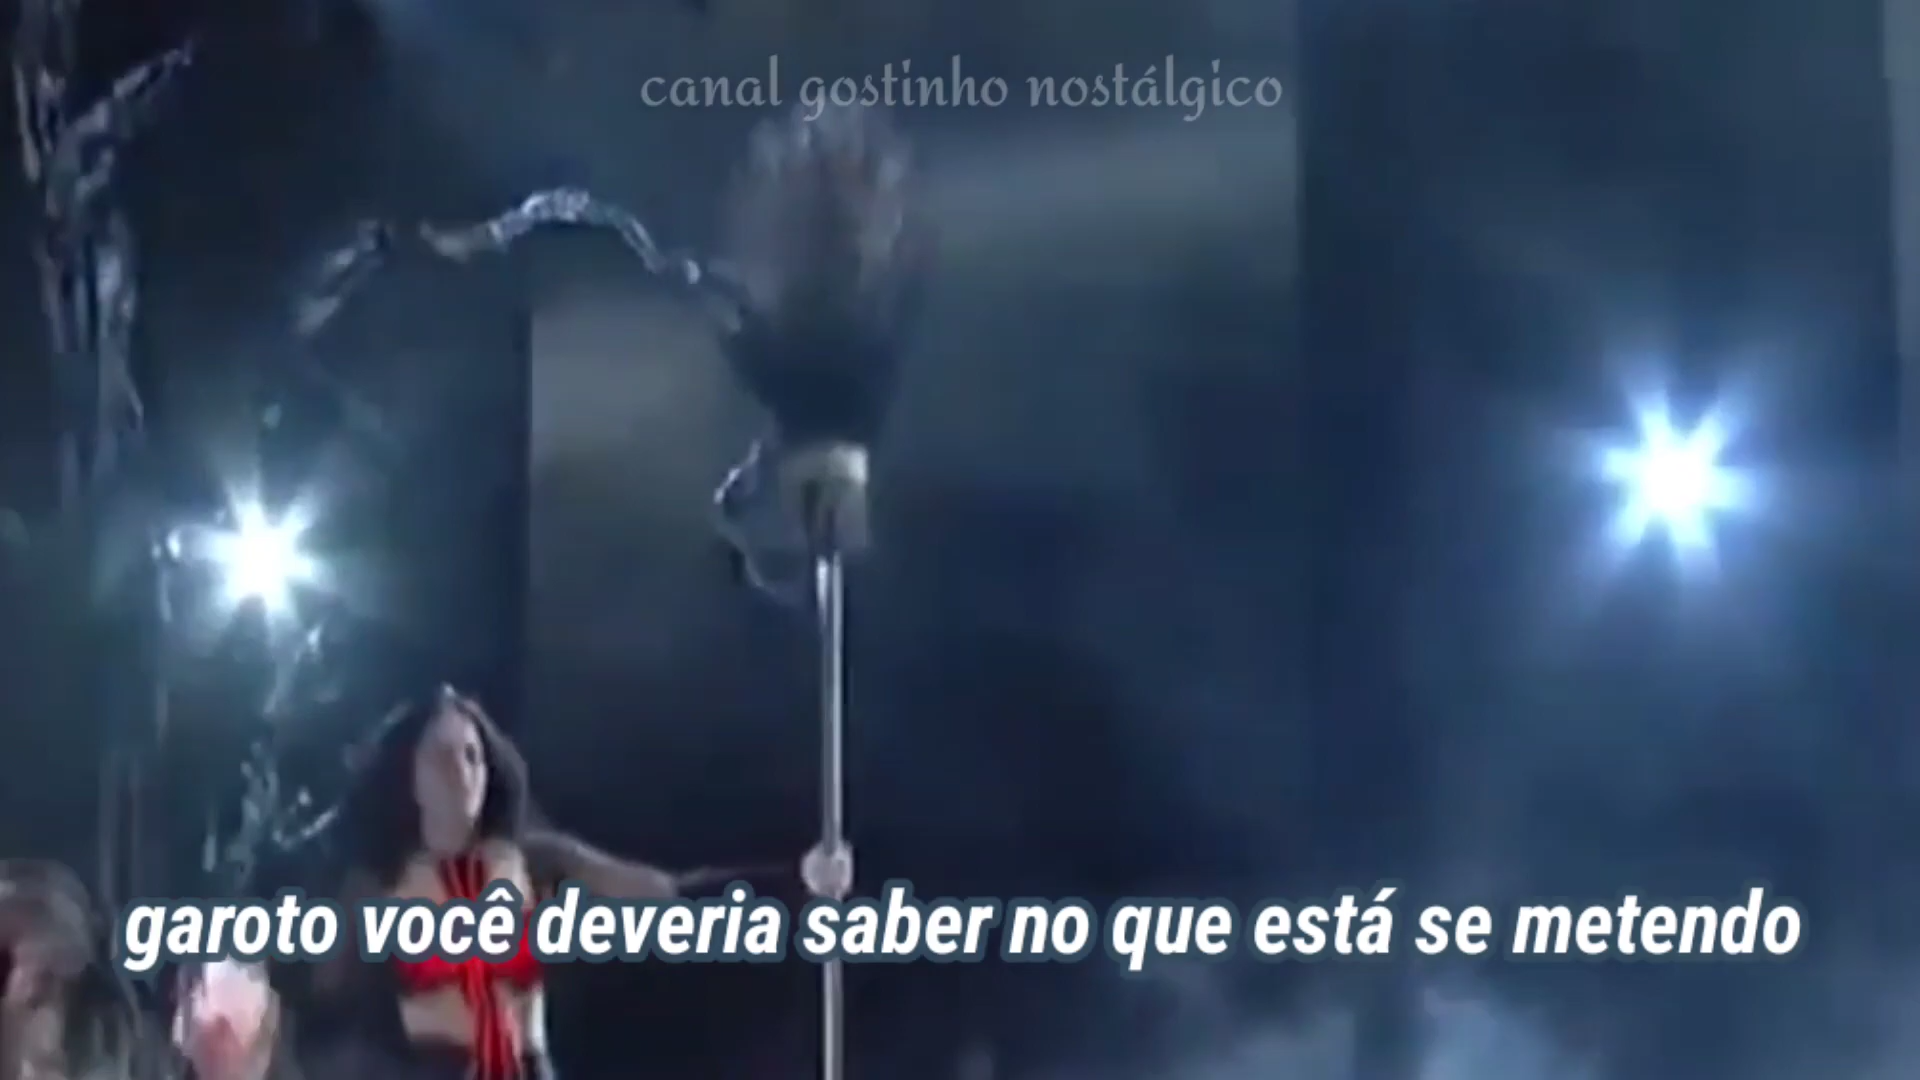 canal gostinho nostálgico
garoto você deveria saber no que está se metendo